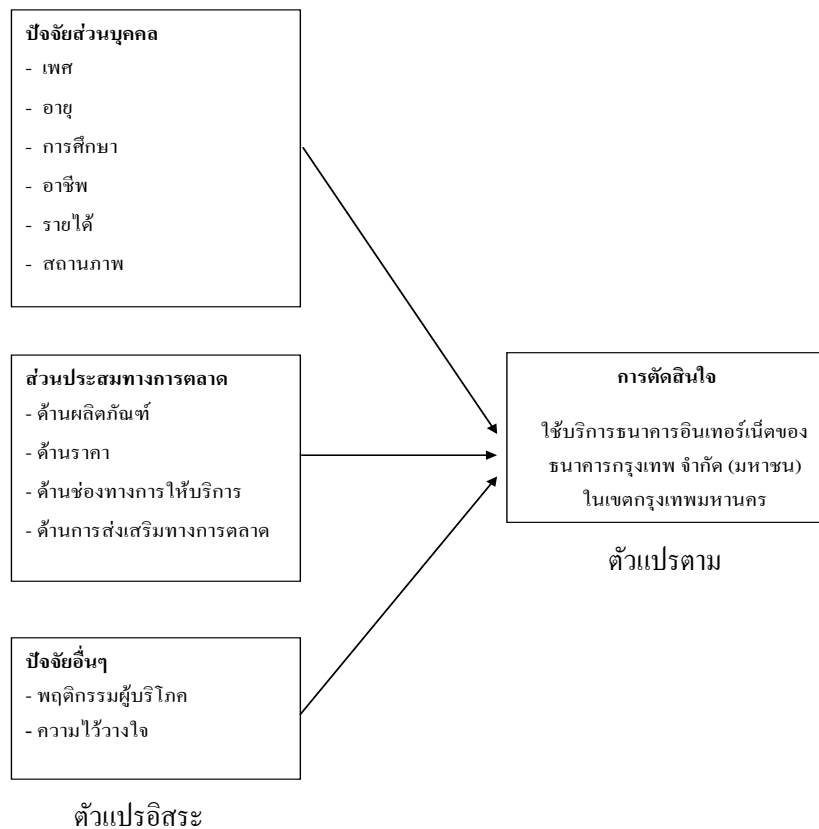 ปัจจัยส่วนบุคคล
- เพศ
- อายุ
- การศึกษา
- อาชีพ
- รายได้
- สถานภาพ
ส่วนประสมทางการตลาด
- ด้านผลิตภัณฑ์
- ด้านราคา
- ด้านช่องทางการให้บริการ
- ด้านการส่งเสริมทางการตลาด
ปัจจัยอื่นๆ
- พฤติกรรมผู้บริโภค
- ความไว้วางใจ
ตัวแปรอิสระ
การตัดสินใจ
ใช้บริการธนาคารอินเทอร์เน็ตของ
ธนาคารกรุงเทพ จำกัด (มหาชน)
ในเขตกรุงเทพมหานคร
ตัวแปรตาม